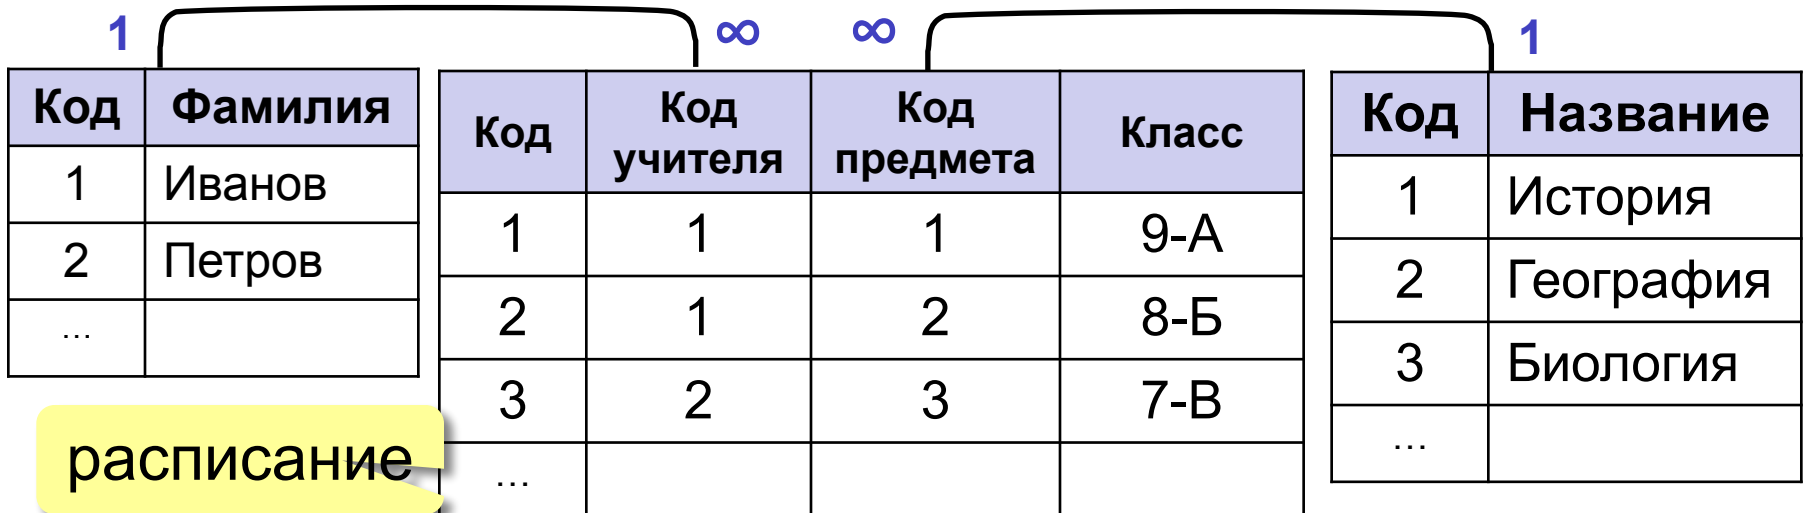 1 ∞ ∞ 1
Код Фамилия
1 Иванов
2 Петров
...
Код Код учителя Код предмета Класс
1 1 1 9-А
2 1 2 8-Б
3 2 3 7-В
...
Код Название
1 История
2 География
3 Биология
...
расписание